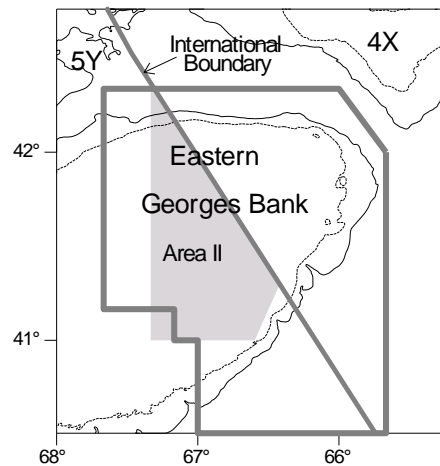 5Y
International
Boundary
4X
42°
Eastern
Georges Bank
Area II
41°
68°
67°
66°